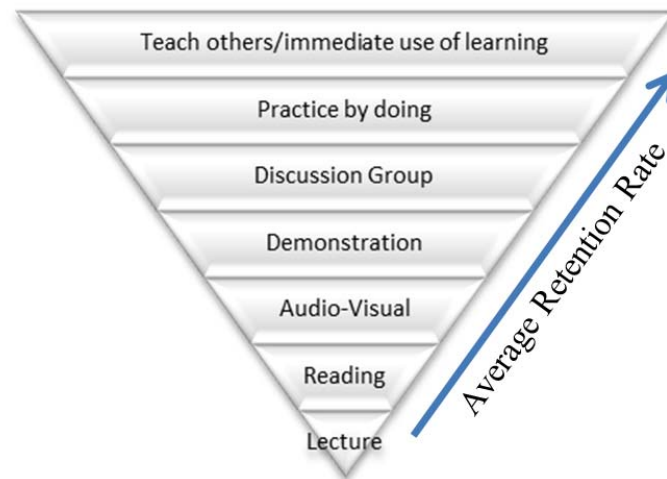 Teach others/immediate use of learning
Practice by doing
Discussion Group
Demonstration
Audio-Visual
Reading
Lecture
Average Retention Rate